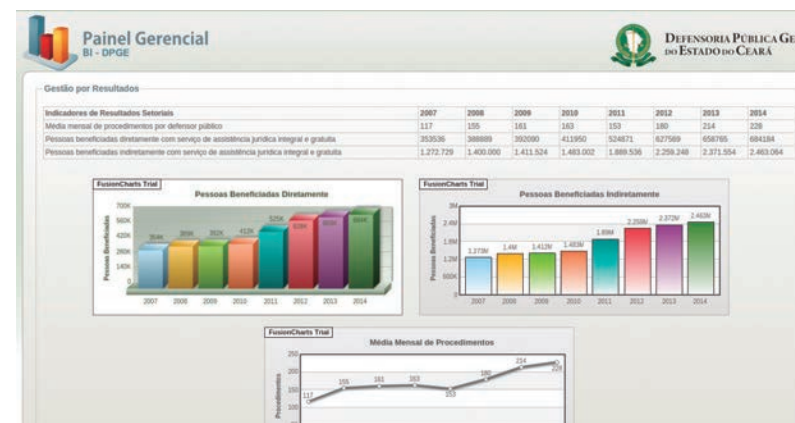 Painel Gerencial
BI - DPGE
DEFENSORIA PÚBLICA GE
DO ESTADO DO CEARÁ
Gestão por Resultados
Indicadores de Resultados Setoriais 2007 2008 2009 2010 2011 2012 2013 2014
Média mensal de procedimentos por defensor público 117 155 161 163 153 180 214 228
Pessoas beneficiadas diretamente com serviço de assistência jurídica integral e gratuita 353536 388889 392090 411950 524871 627569 658765 684184
Pessoas beneficiadas indiretamente com serviço de assistência jurídica integral e gratuita 1.272.729 1.400.000 1.411.524 1.483.002 1.889.536 2.259.248 2.371.554 2.463.064
FusionCharts Trial
Pessoas Beneficiadas Diretamente
Pessoas Beneficiadas
700K
560K
420K
280K
140K
0
354K 389K 392K 412K 525K 628K
2007 2008 2009 2010 2011 2012 2013 2014
FusionCharts Trial
Pessoas Beneficiadas Indiretamente
Pessoas Beneficiadas
3M
2.4M
1.8M
1.2M
600K
0
1.273M 1.4M 1.412M 1.483M 1.89M 2.259M 2.372M 2.463M
2007 2008 2009 2010 2011 2012 2013 2014
FusionCharts Trial
Média Mensal de Procedimentos
Procedimentos
250
200
150
100
117 155 161 163 153 180 214 228